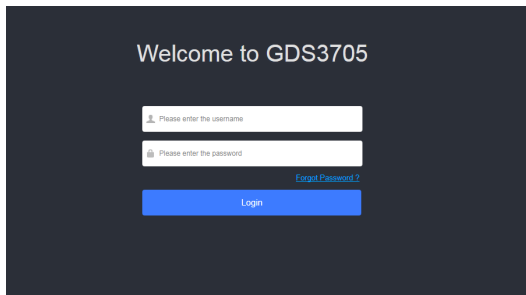 Welcome to GDS3705
Please enter the username
Please enter the password
Forgot Password ?
Login